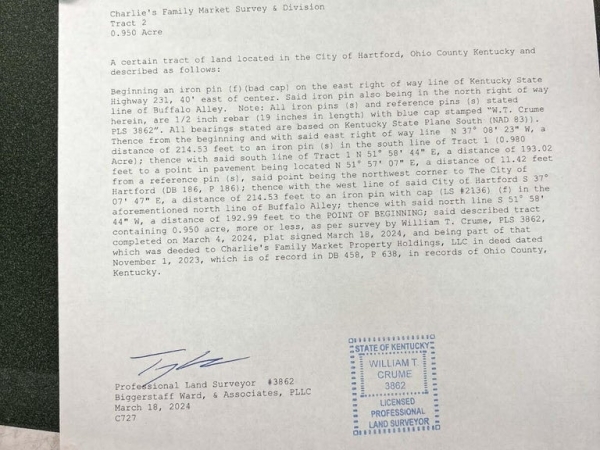 Charlie's Family Market Survey & Division
Tract 2
0.950 Acre
A certain tract of land located in the City of Hartford, Ohio County Kentucky and
described as follows:
Beginning an iron pin (f)(bad cap) on the east right of way line of Kentucky State
Highway 231, 40' east of center. Said iron pin also being in the north right of way
line of Buffalo Alley. Note: All iron pins (s) and reference pins (s) stated
herein, are 1/2 inch rebar (19 inches in length) with blue cap stamped "W.T. Crume
PLS 3862". All bearings stated are based on Kentucky State Plane South (NAD 83)).
Thence from the beginning and with said east right of way line N 37° 08' 23" W, a
distance of 214.53 feet to an iron pin (s) in the south line of Tract 1 (0.980
Acre); thence with said south line of Tract 1 N 51° 58' 44" E, a distance of 193.02
feet to a point in pavement being located N 51° 57' 07" E, a distance of 11.42 feet
from a reference pin (s), said point being the northwest corner to The City of
Hartford (DB 186, P 186); thence with the west line of said City of Hartford S 37°
07' 47" E, a distance of 214.53 feet to an iron pin with cap (LS #2136) (f) in the
aforementioned north line of Buffalo Alley; thence with said north line S 51° 58'
44" W, a distance of 192.99 feet to the POINT OF BEGINNING; said described tract
containing 0.950 acre, more or less, as per survey by William T. Crume, PLS 3862,
completed on March 4, 2024, plat signed March 18, 2024, and being part of that
which was deeded to Charlie's Family Market Property Holdings, LLC in deed dated
November 1, 2023, which is of record in DB 458, P 638, in records of Ohio County,
Kentucky.
Professional Land Surveyor #3862
Biggerstaff Ward, & Associates, PLLC
March 18, 2024
C727
STATE OF KENTUCKY
WILLIAM T.
CRUME
3862
LICENSED
PROFESSIONAL
LAND SURVEYOR